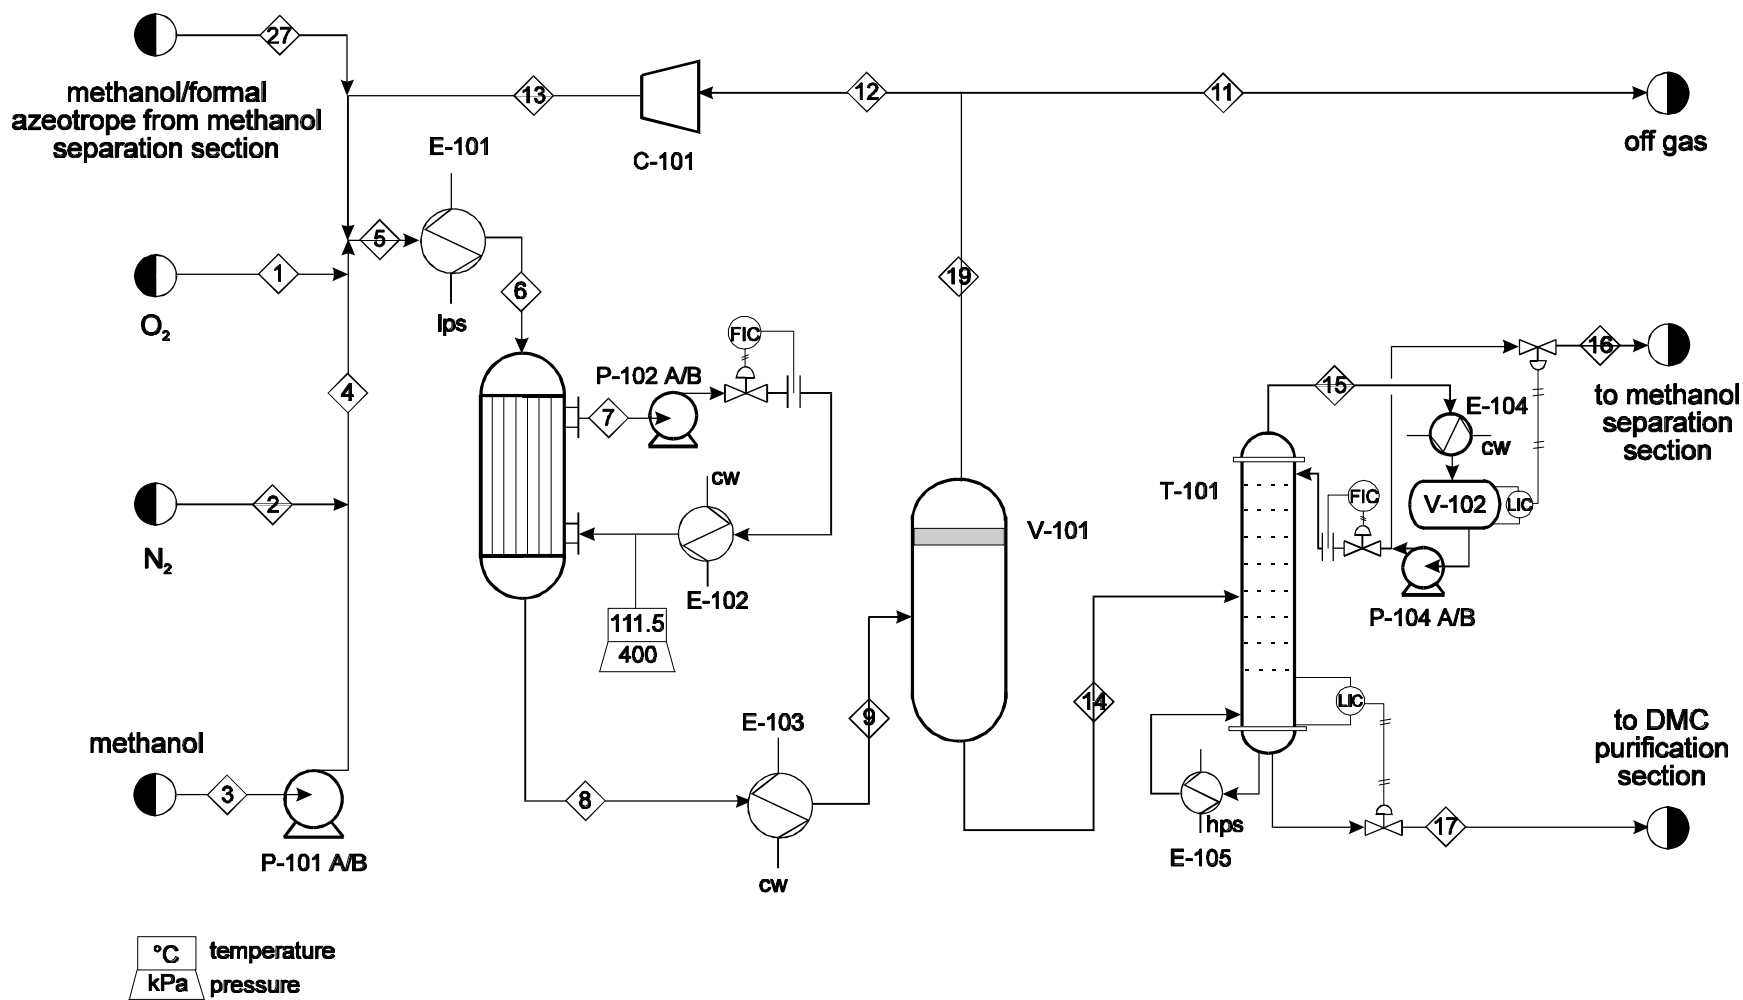 27
methanol/formal
azeotrope from methanol
separation section
13
C-101
12
11
off gas
E-101
5
lps
6
1
O2
4
2
N2
methanol
3
P-101 A/B
19
FIC
P-102 A/B
7
cw
E-102
111.5
400
V-101
9
8
E-103
cw
14
T-101
15
E-104
cw
V-102
LIC
FIC
P-104 A/B
16
to methanol
separation
section
LIC
hps
E-105
17
to DMC
purification
section
°C temperature
kPa pressure